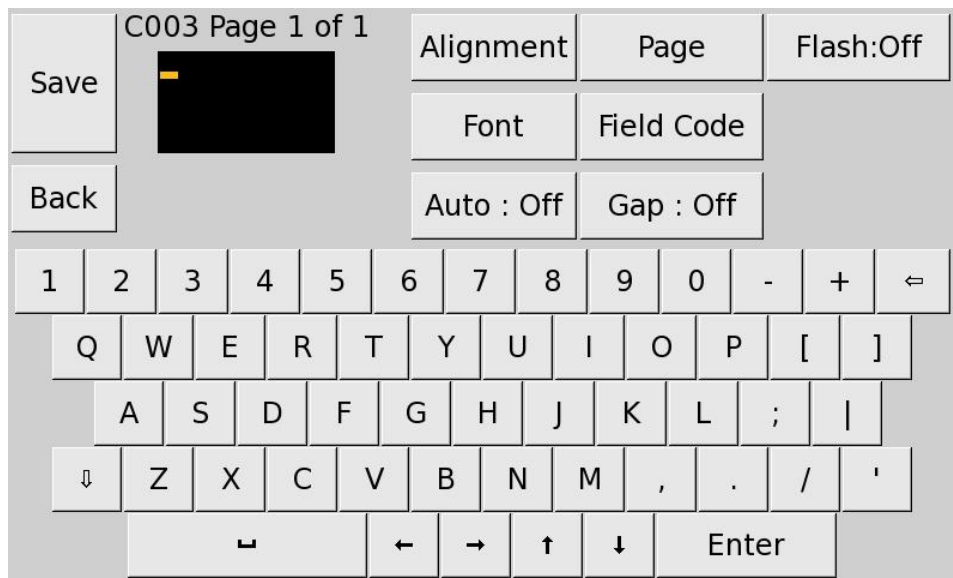 C003 Page 1 of 1
Save
Alignment Page Flash:Off
Font Field Code
Back
Auto : Off Gap : Off
1 2 3 4 5 6 7 8 9 0 - + ⇦
Q W E R T Y U I O P [ ]
A S D F G H J K L ; |
⇩ Z X C V B N M , . / '
⎵ ← → ↑ ↓ Enter